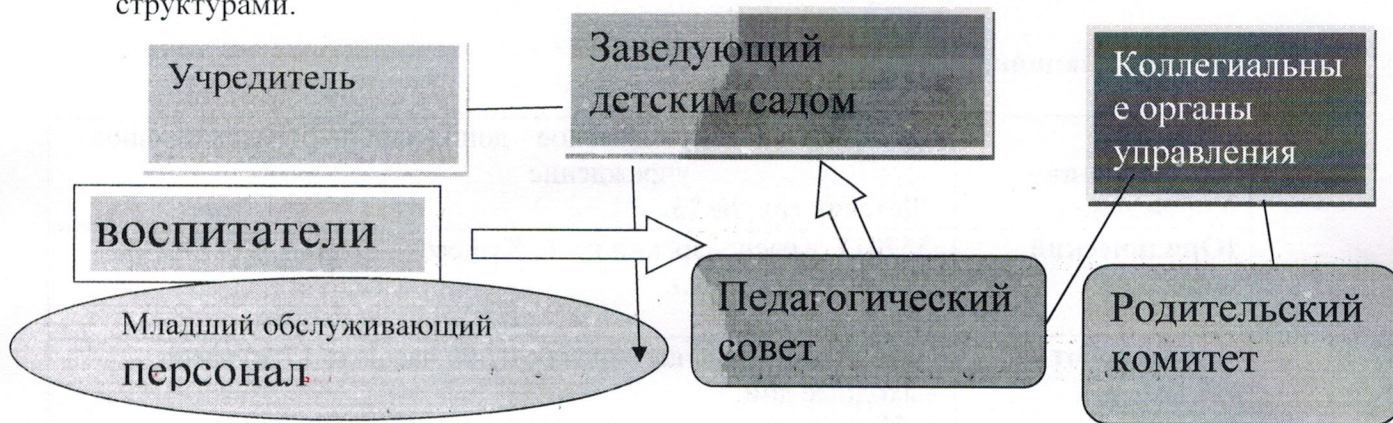 структурами.
Учредитель
Заведующий
детским садом
Коллегиальны
е органы
управления
воспитатели
Младший обслуживающий
персонал
Педагогический
совет
Родительский
комитет